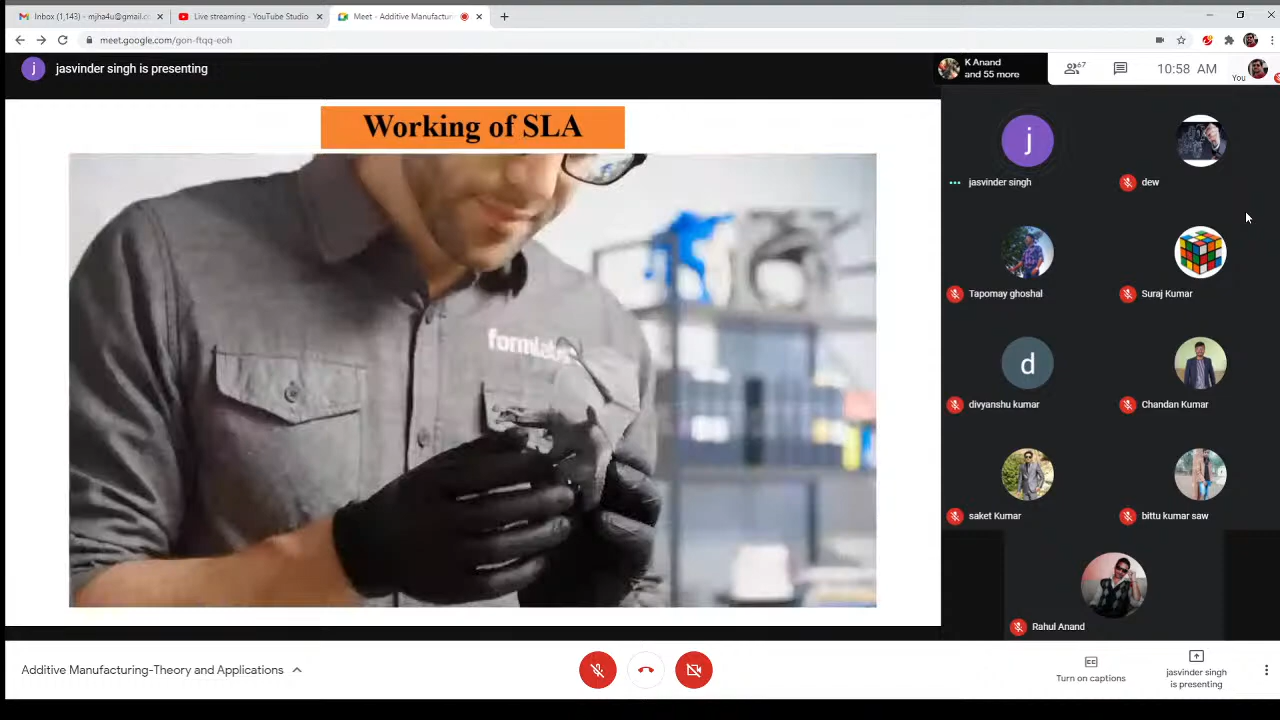 Inbox (1,143) - mjha4u@gmail.co
Live streaming - YouTube Studio
Meet - Additive Manufactur
meet.google.com/gon-ftqq-eoh
j
jasvinder singh is presenting
K Anand
and 55 more
67
10:58 AM
You
Working of SLA
formlabs
j
jasvinder singh
dew
Tapomay ghoshal
Suraj Kumar
d
divyanshu kumar
Chandan Kumar
saket Kumar
bittu kumar saw
Rahul Anand
Additive Manufacturing-Theory and Applications
CC
Turn on captions
jasvinder singh
is presenting